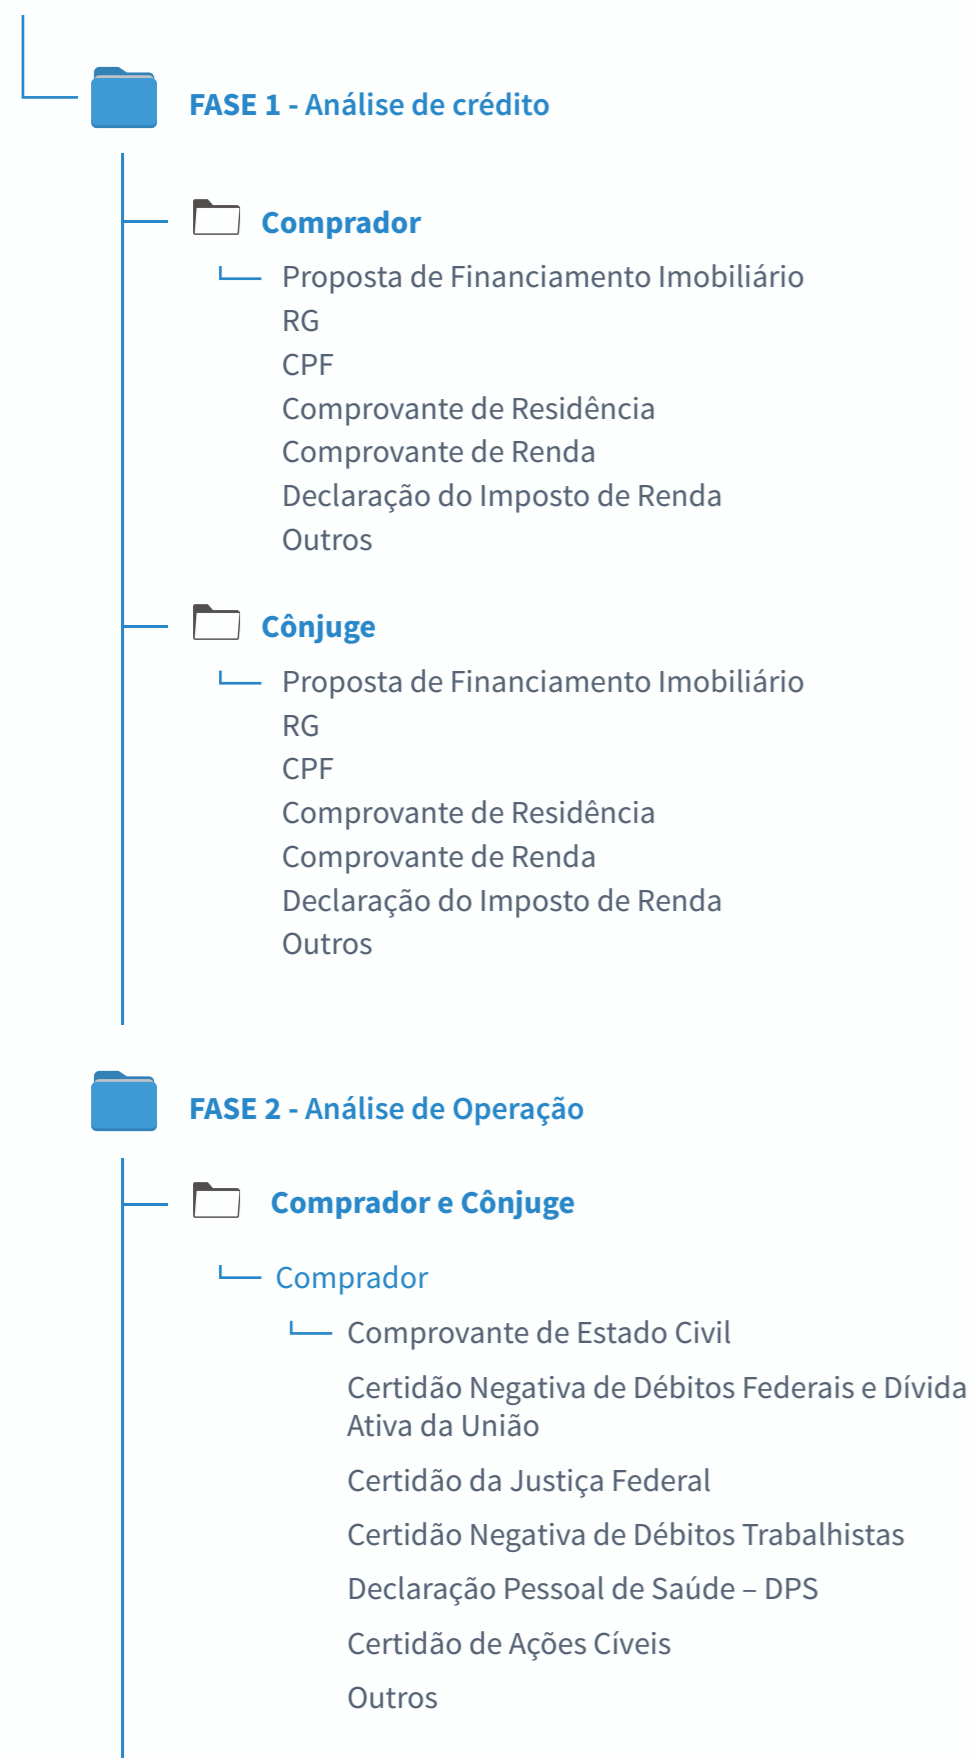 FASE 1 - Análise de crédito
Comprador
Proposta de Financiamento Imobiliário
RG
CPF
Comprovante de Residência
Comprovante de Renda
Declaração do Imposto de Renda
Outros
Cônjuge
Proposta de Financiamento Imobiliário
RG
CPF
Comprovante de Residência
Comprovante de Renda
Declaração do Imposto de Renda
Outros
FASE 2 - Análise de Operação
Comprador e Cônjuge
Comprador
Comprovante de Estado Civil
Certidão Negativa de Débitos Federais e Dívida
Ativa da União
Certidão da Justiça Federal
Certidão Negativa de Débitos Trabalhistas
Declaração Pessoal de Saúde – DPS
Certidão de Ações Cíveis
Outros